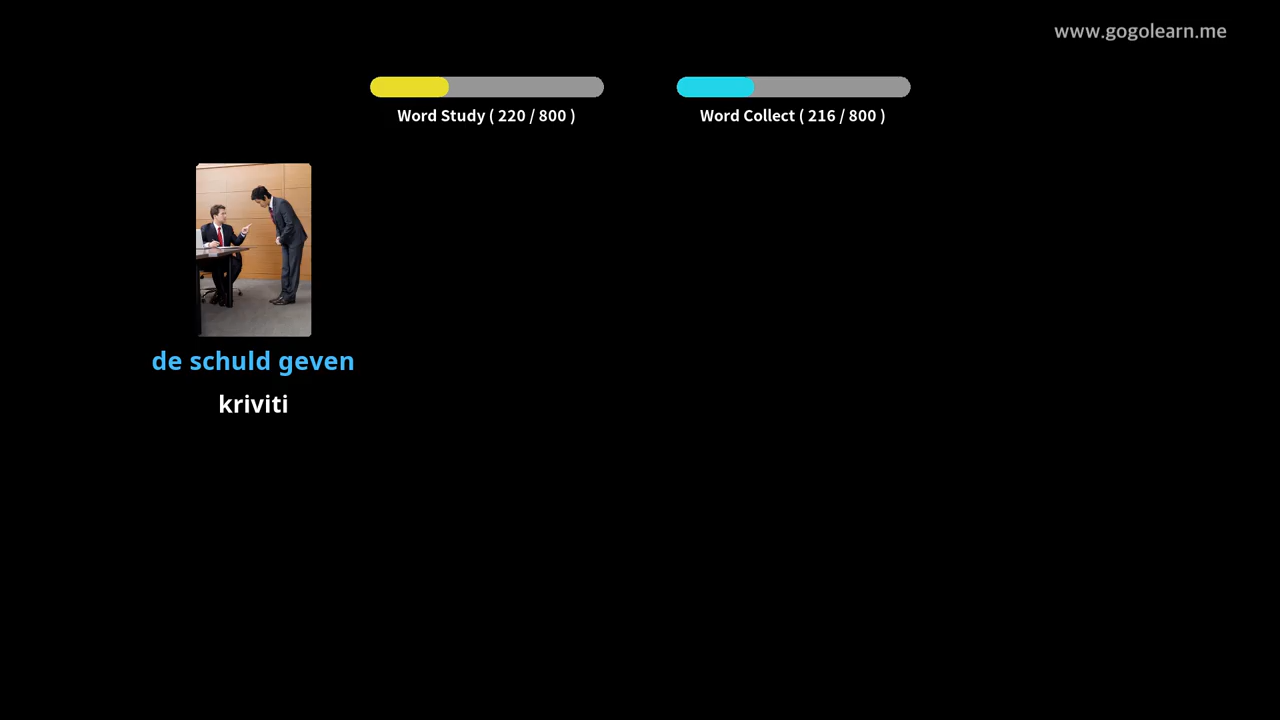 www.gogolearn.me
Word Study ( 220 / 800 )
Word Collect ( 216 / 800 )
de schuld geven
kriviti